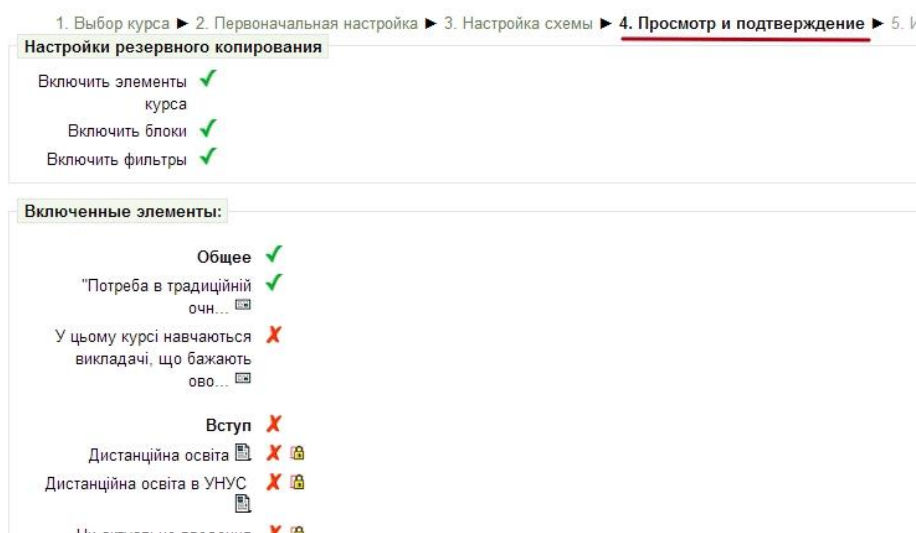 1. Выбор курса ► 2. Первоначальная настройка ► 3. Настройка схемы ► 4. Просмотр и подтверждение ► 5.
Настройки резервного копирования
Включить элементы
курса
Включить блоки
Включить фильтры
Включенные элементы:
Общее
"Потреба в традиційній
очн...
У цьому курсі навчаються
викладачі, що бажають
ово...
Вступ
Дистанційна освіта
Дистанційна освіта в УНУС